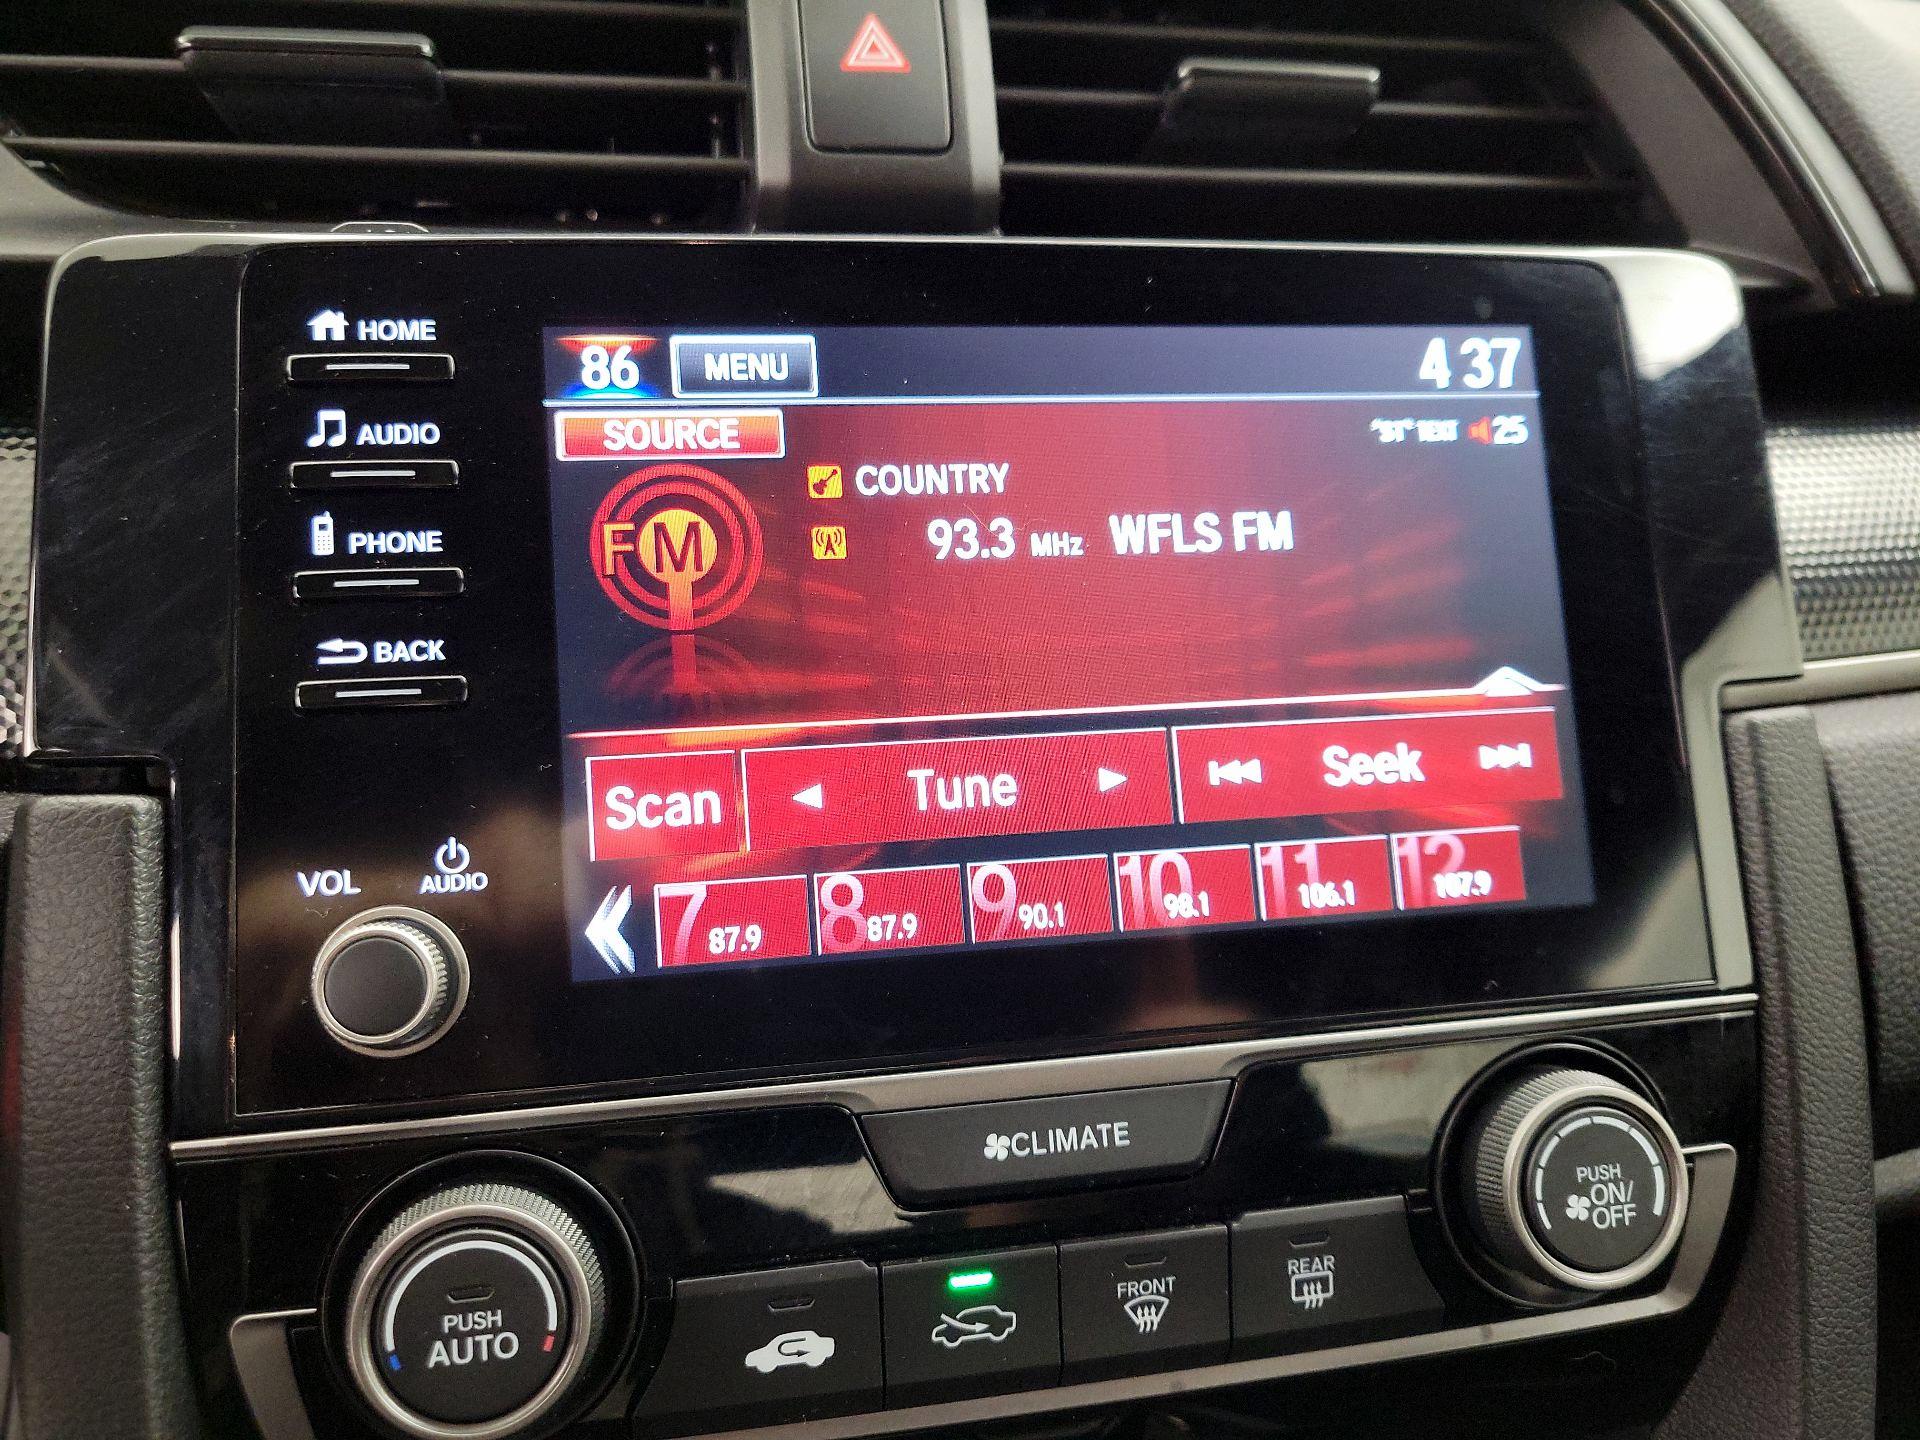 HOME
AUDIO
PHONE
BACK
VOL
AUDIO
86 MENU 4 37
SOURCE
"ST" TEXT 25
FM
COUNTRY
93.3 MHz WFLS FM
Scan Tune Seek
7 87.9
8 87.9
9 90.1
10 98.1
11 106.1
12 107.9
CLIMATE
PUSH
AUTO
FRONT
REAR
PUSH
ON/
OFF